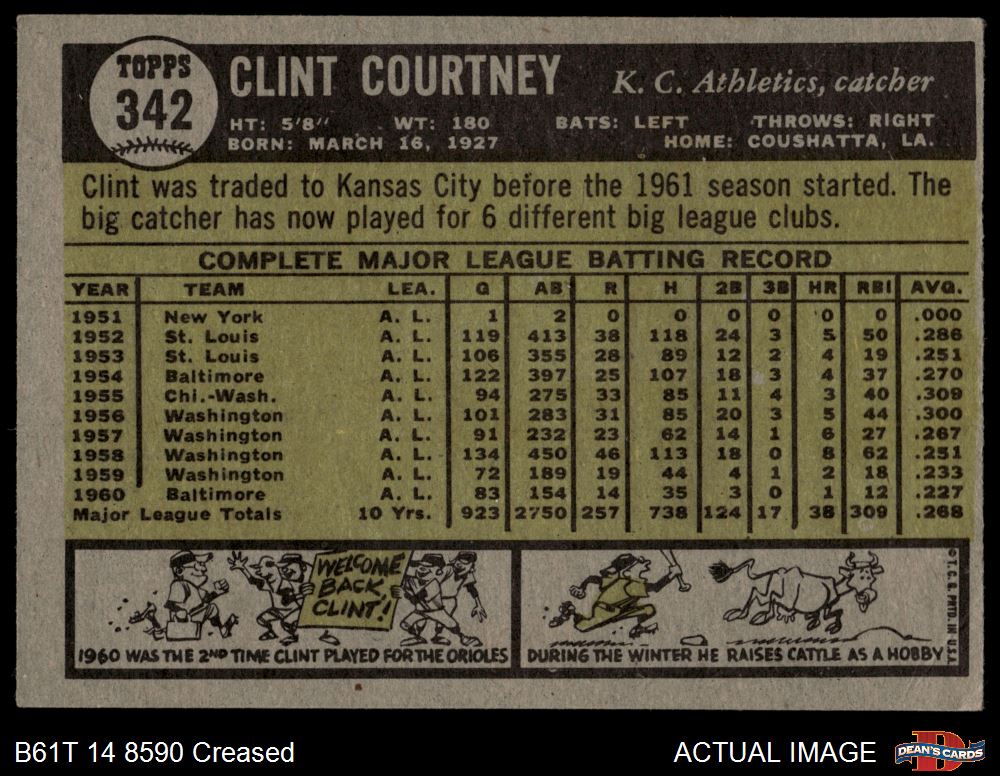 TOPPS
342
CLINT COURTNEY K. C. Athletics, catcher
HT: 5'8" WT: 180 BATS: LEFT THROWS: RIGHT
BORN: MARCH 16, 1927 HOME: COUSHATTA, LA.
Clint was traded to Kansas City before the 1961 season started. The
big catcher has now played for 6 different big league clubs.
COMPLETE MAJOR LEAGUE BATTING RECORD
YEAR TEAM LEA. G AB R H 2B 3B HR RBI AVG.
1951 New York A. L. 1 2 0 0 0 0 0 0 .000
1952 St. Louis A. L. 119 413 38 118 24 3 5 50 .286
1953 St. Louis A. L. 106 355 28 89 12 2 4 19 .251
1954 Baltimore A. L. 122 397 25 107 18 3 4 37 .270
1955 Chi.-Wash. A. L. 94 275 33 85 11 4 3 40 .309
1956 Washington A. L. 101 283 31 85 20 3 5 44 .300
1957 Washington A. L. 91 232 23 62 14 1 6 27 .267
1958 Washington A. L. 134 450 46 113 18 0 8 62 .251
1959 Washington A. L. 72 189 19 44 4 1 2 18 .233
1960 Baltimore A. L. 83 154 14 35 3 0 1 12 .227
Major League Totals 10 Yrs. 923 2750 257 738 124 17 38 309 .268
WELCOME
BACK,
CLINT!
1960 WAS THE 2ND TIME CLINT PLAYED FOR THE ORIOLES
DURING THE WINTER HE RAISES CATTLE AS A HOBBY
© T. C. G. PRTD. IN U.S.A.
B61T 14 8590 Creased
ACTUAL IMAGE
DEAN'S CARDS